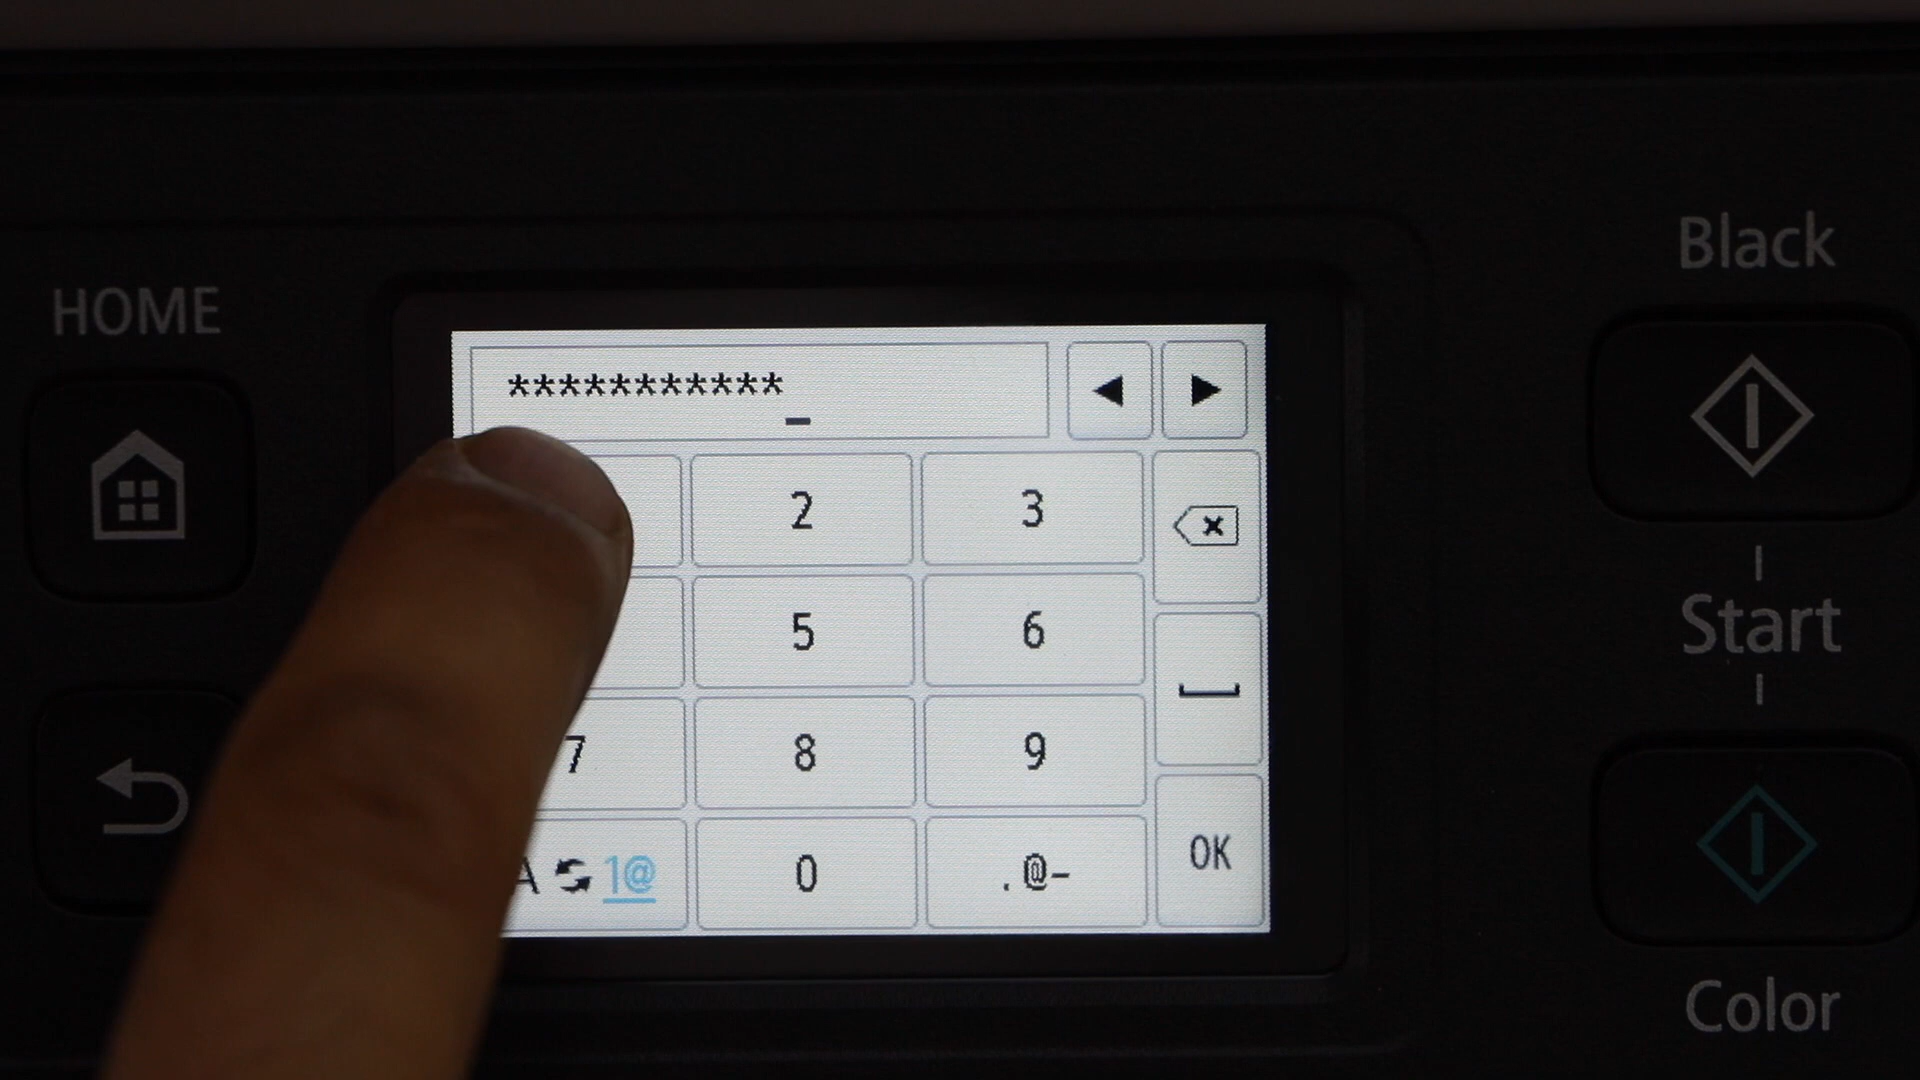 HOME
***********
2 3
5 6
7 8 9
A 1@ 0 .@-
OK
Black
Start
Color